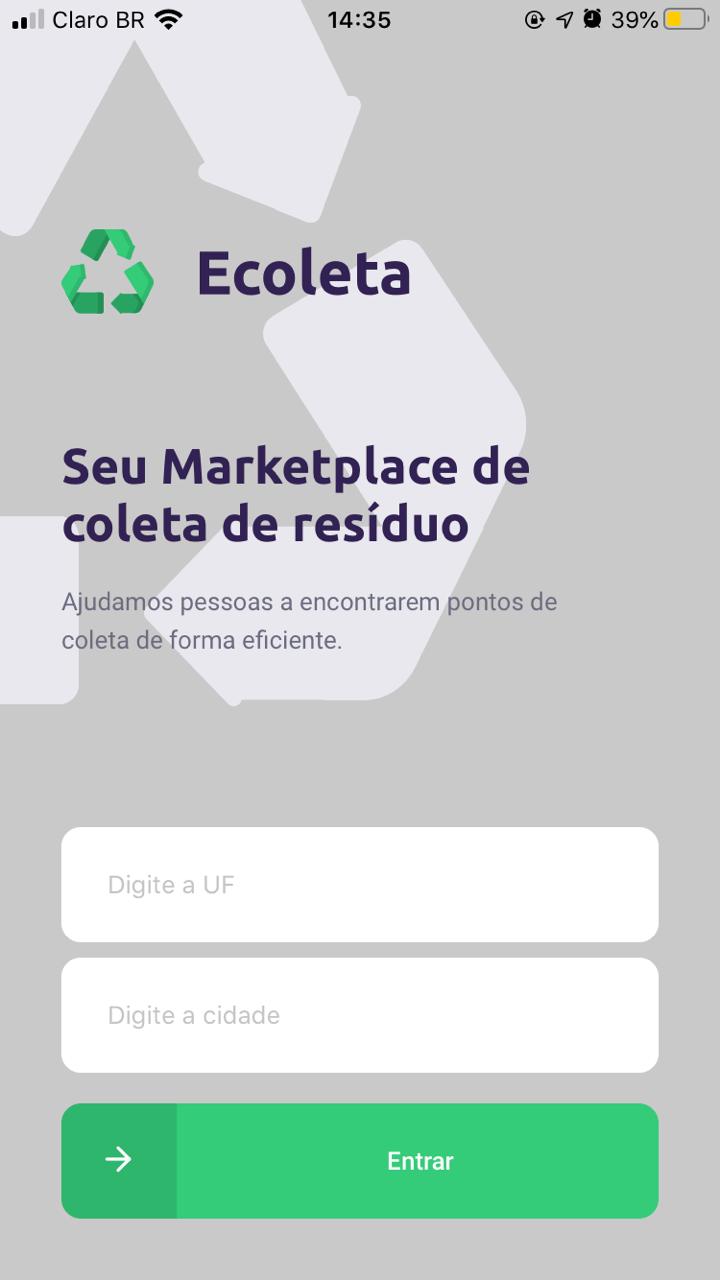 Claro BR 14:35 39%
Ecoleta
Seu Marketplace de
coleta de resíduo
Ajudamos pessoas a encontrarem pontos de
coleta de forma eficiente.
Digite a UF
Digite a cidade
Entrar